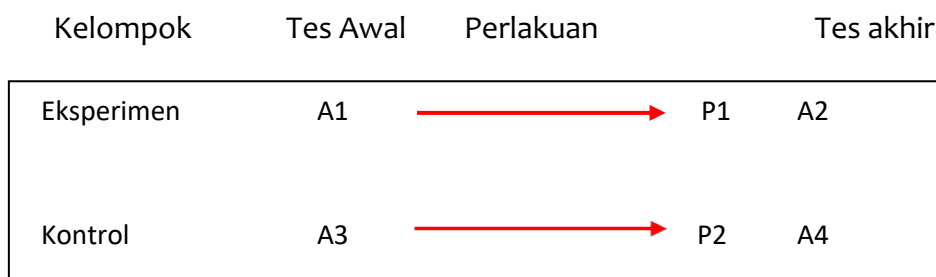 Kelompok Tes Awal Perlakuan Tes akhir
Eksperimen A1 P1 A2
Kontrol A3 P2 A4